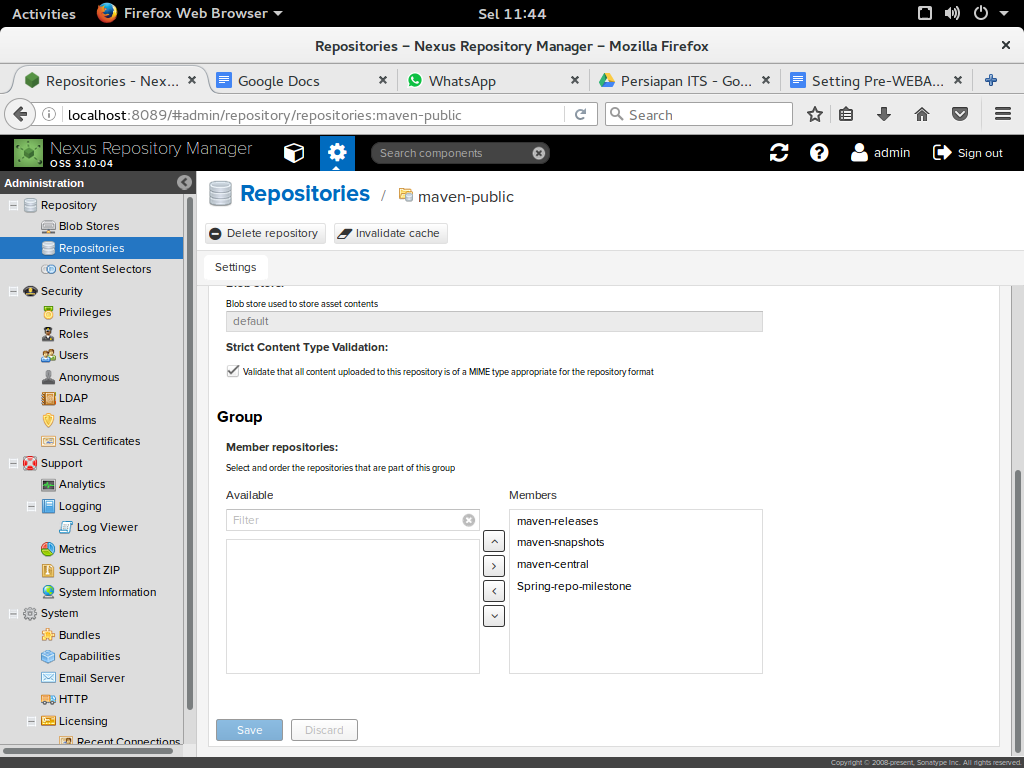 Activities Firefox Web Browser Sel 11:44
Repositories – Nexus Repository Manager – Mozilla Firefox
Repositories - Nex... Google Docs WhatsApp Persiapan ITS - Go... Setting Pre-WEBA...
localhost:8089/#admin/repository/repositories:maven-public Search
Nexus Repository Manager
OSS 3.1.0-04
Search components admin Sign out
Administration
Repository
Blob Stores
Repositories
Content Selectors
Security
Privileges
Roles
Users
Anonymous
LDAP
Realms
SSL Certificates
Support
Analytics
Logging
Log Viewer
Metrics
Support ZIP
System Information
System
Bundles
Capabilities
Email Server
HTTP
Licensing
Recent Connections
Repositories / maven-public
Delete repository Invalidate cache
Settings
Blob store:
Blob store used to store asset contents
default
Strict Content Type Validation:
Validate that all content uploaded to this repository is of a MIME type appropriate for the repository format
Group
Member repositories:
Select and order the repositories that are part of this group
Available Members
Filter
maven-releases
maven-snapshots
maven-central
Spring-repo-milestone
Save Discard
Copyright © 2008-present, Sonatype Inc. All rights reserved.